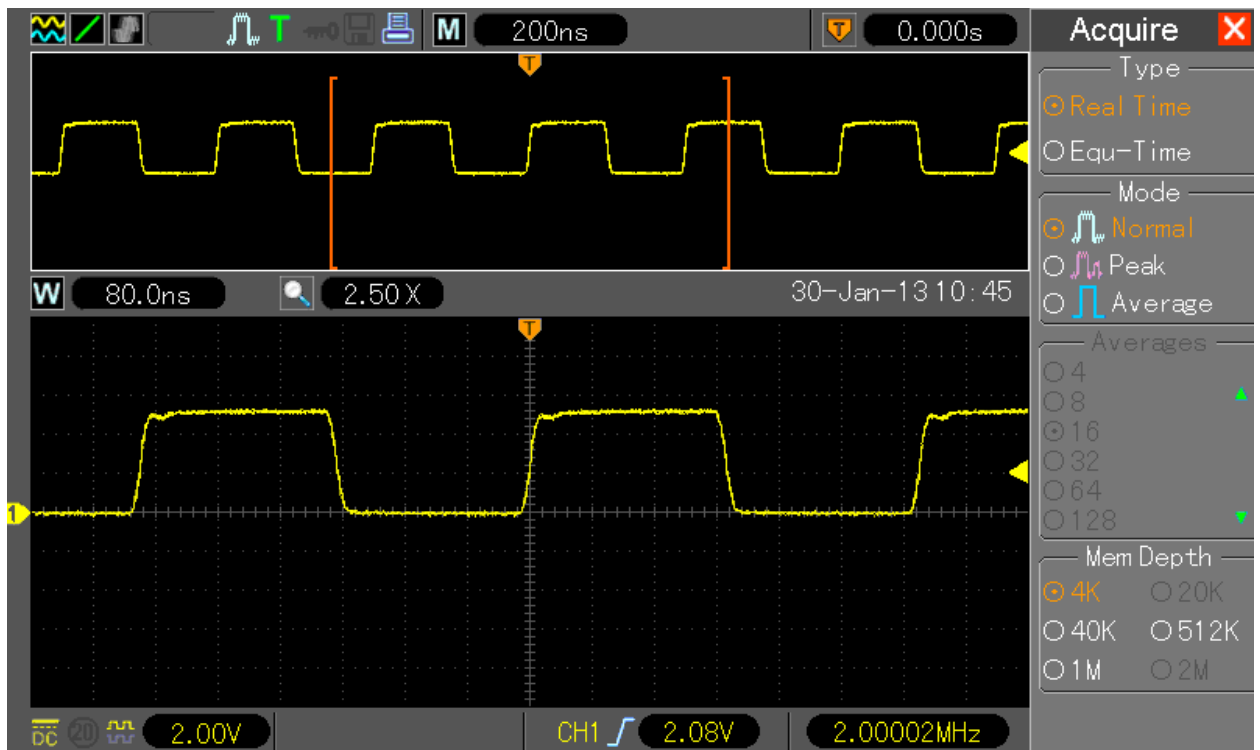 T M 200ns T 0.000s
T
W 80.0ns 2.50X 30-Jan-13 10:45
T
1
DC 2D 2.00V CH1 2.08V 2.00002MHz
Acquire
Type
Real Time
Equ-Time
Mode
Normal
Peak
Average
Averages
4
8
16
32
64
128
Mem Depth
4K 20K
40K 512K
1M 2M